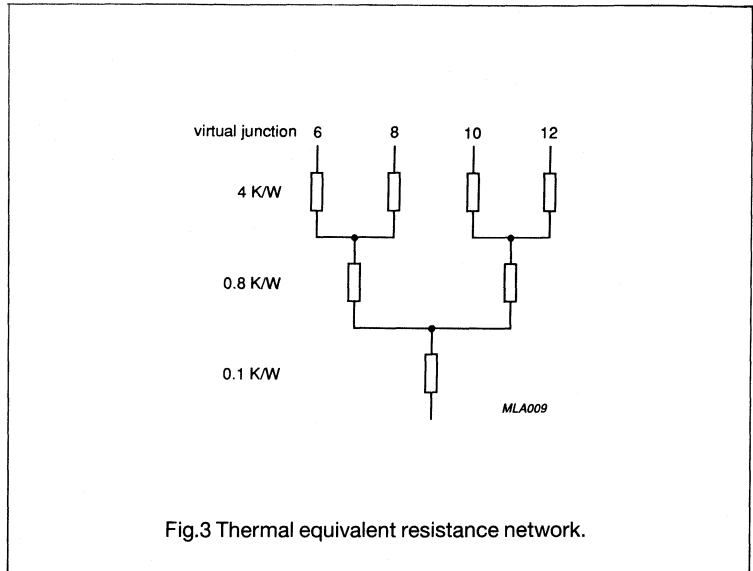 virtual junction 6 8 10 12
4 K/W
0.8 K/W
0.1 K/W
MLA009
Fig.3 Thermal equivalent resistance network.